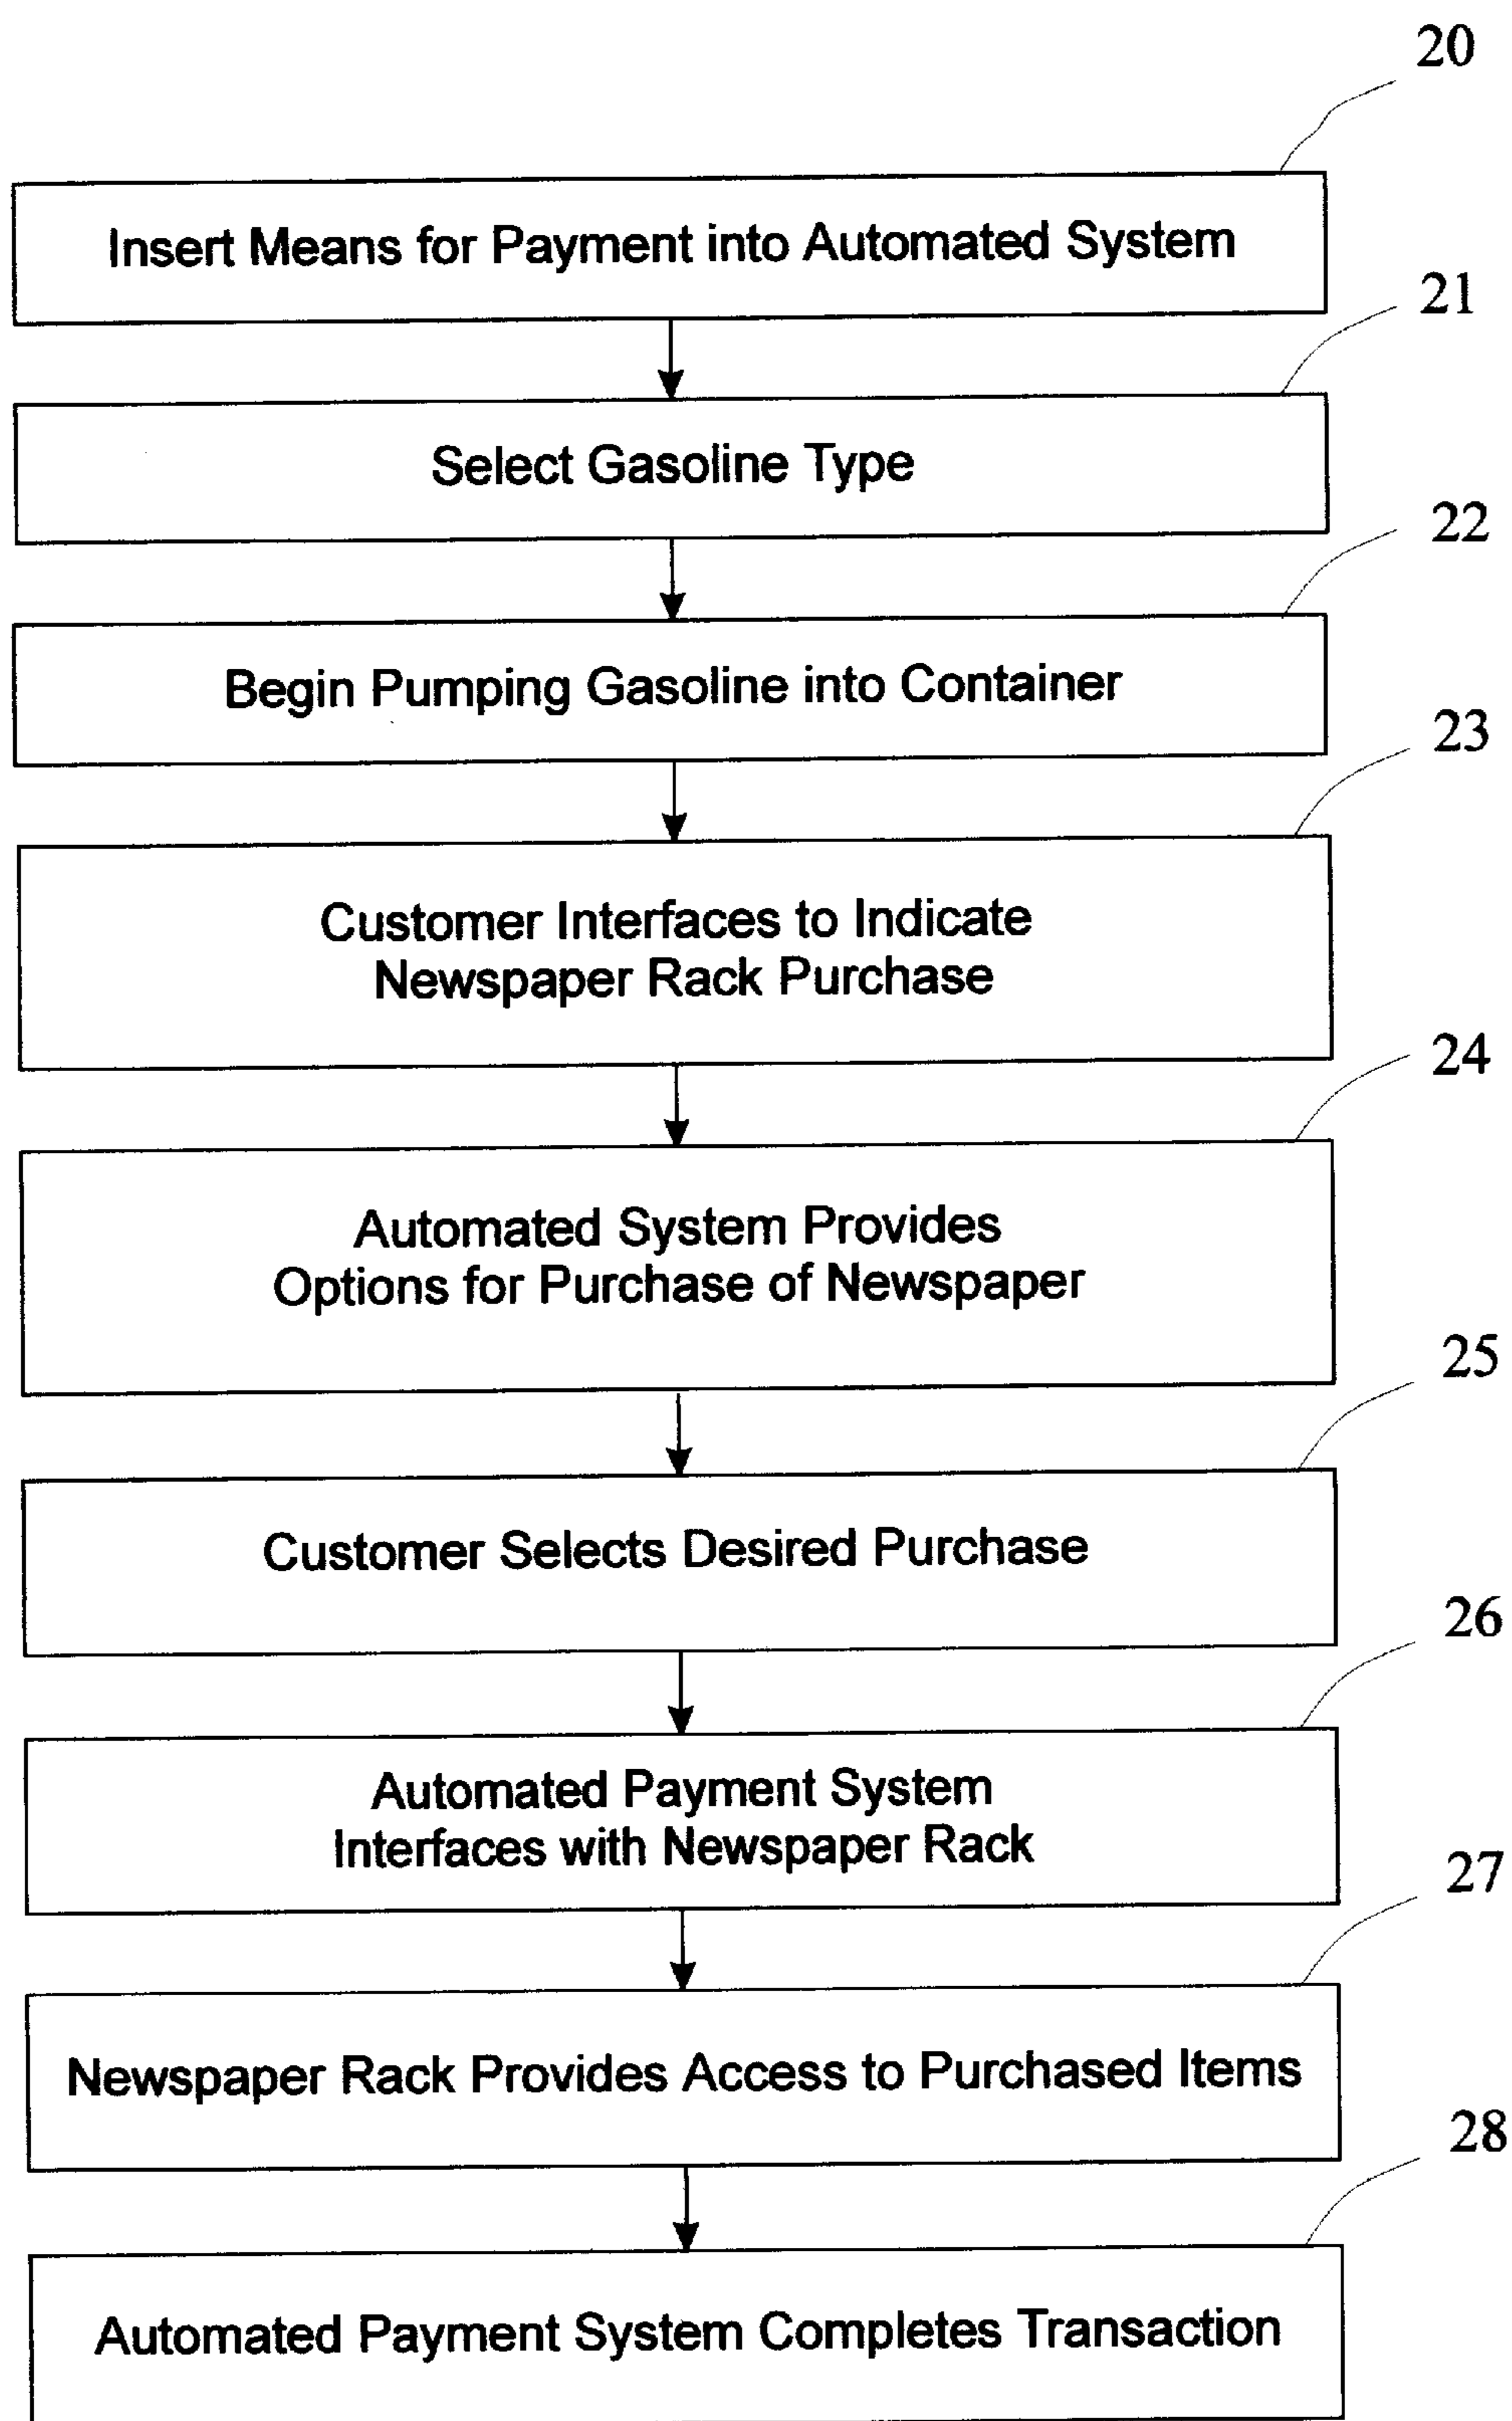 20
Insert Means for Payment into Automated System
21
Select Gasoline Type
22
Begin Pumping Gasoline into Container
23
Customer Interfaces to Indicate
Newspaper Rack Purchase
24
Automated System Provides
Options for Purchase of Newspaper
25
Customer Selects Desired Purchase
26
Automated Payment System
Interfaces with Newspaper Rack
27
Newspaper Rack Provides Access to Purchased Items
28
Automated Payment System Completes Transaction